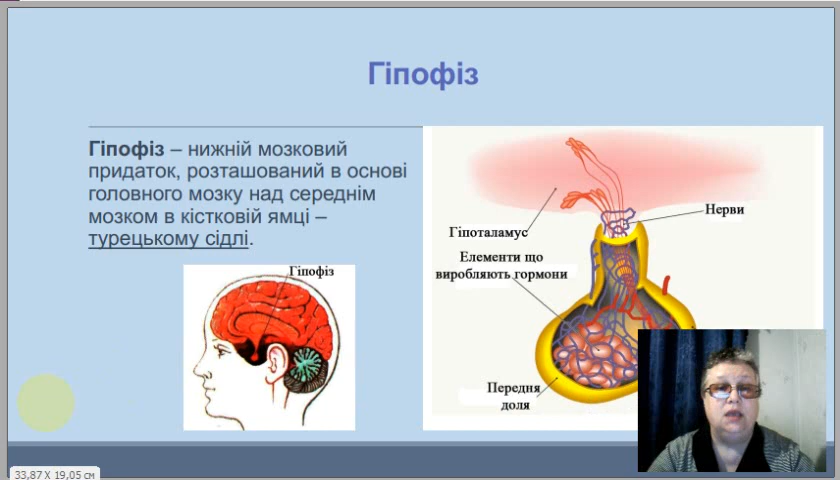 Гіпофіз
Гіпофіз – нижній мозковий
придаток, розташований в основі
головного мозку над середнім
мозком в кістковій ямці –
турецькому сідлі.
Гіпофіз
Нерви
Гіпоталамус
Елементи що
виробляють гормони
Передня
доля
33,87 X 19,05 см